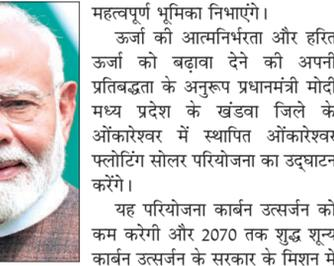 महत्वपूर्ण भूमिका निभाएंगे।
ऊर्जा की आत्मनिर्भरता और हरित
ऊर्जा को बढ़ावा देने की अपनी
प्रतिबद्धता के अनुरूप प्रधानमंत्री मोदी
मध्य प्रदेश के खंडवा जिले के
ओंकारेश्वर में स्थापित ओंकारेश्वर
फ्लोटिंग सोलर परियोजना का उद्घाटन
करेंगे।
यह परियोजना कार्बन उत्सर्जन को
कम करेगी और 2070 तक शुद्ध शून्य
कार्बन उत्सर्जन के सरकार के मिशन में